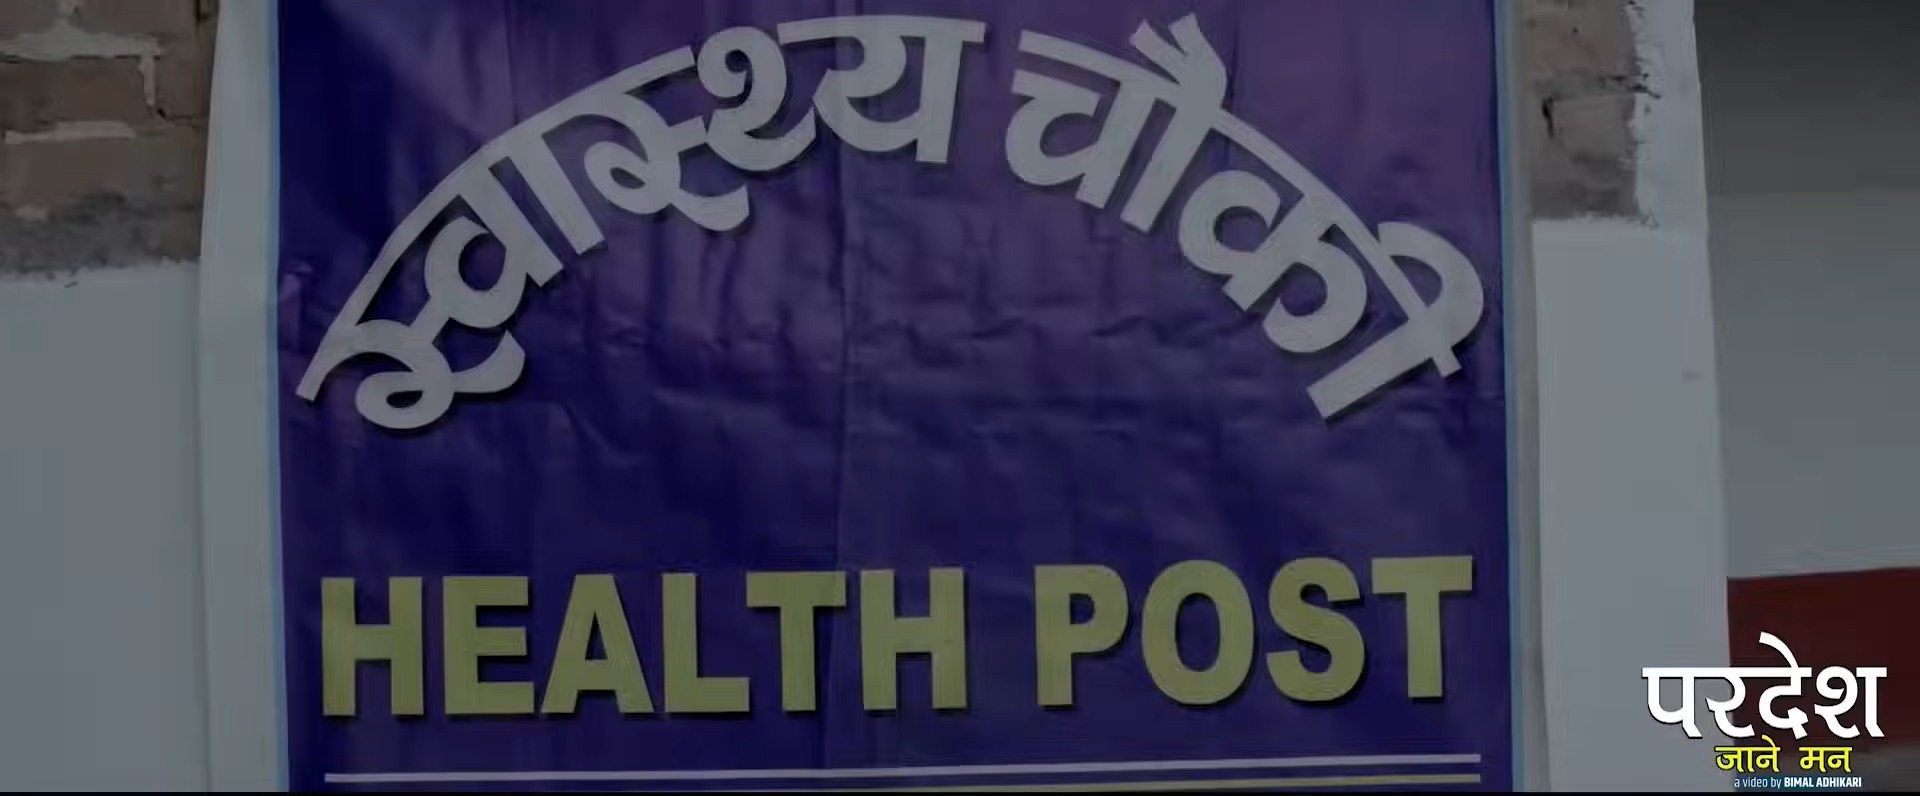 स्वास्थ्य चौकी
HEALTH POST
परदेश
जाने मन
a video by BIMAL ADHIKARI